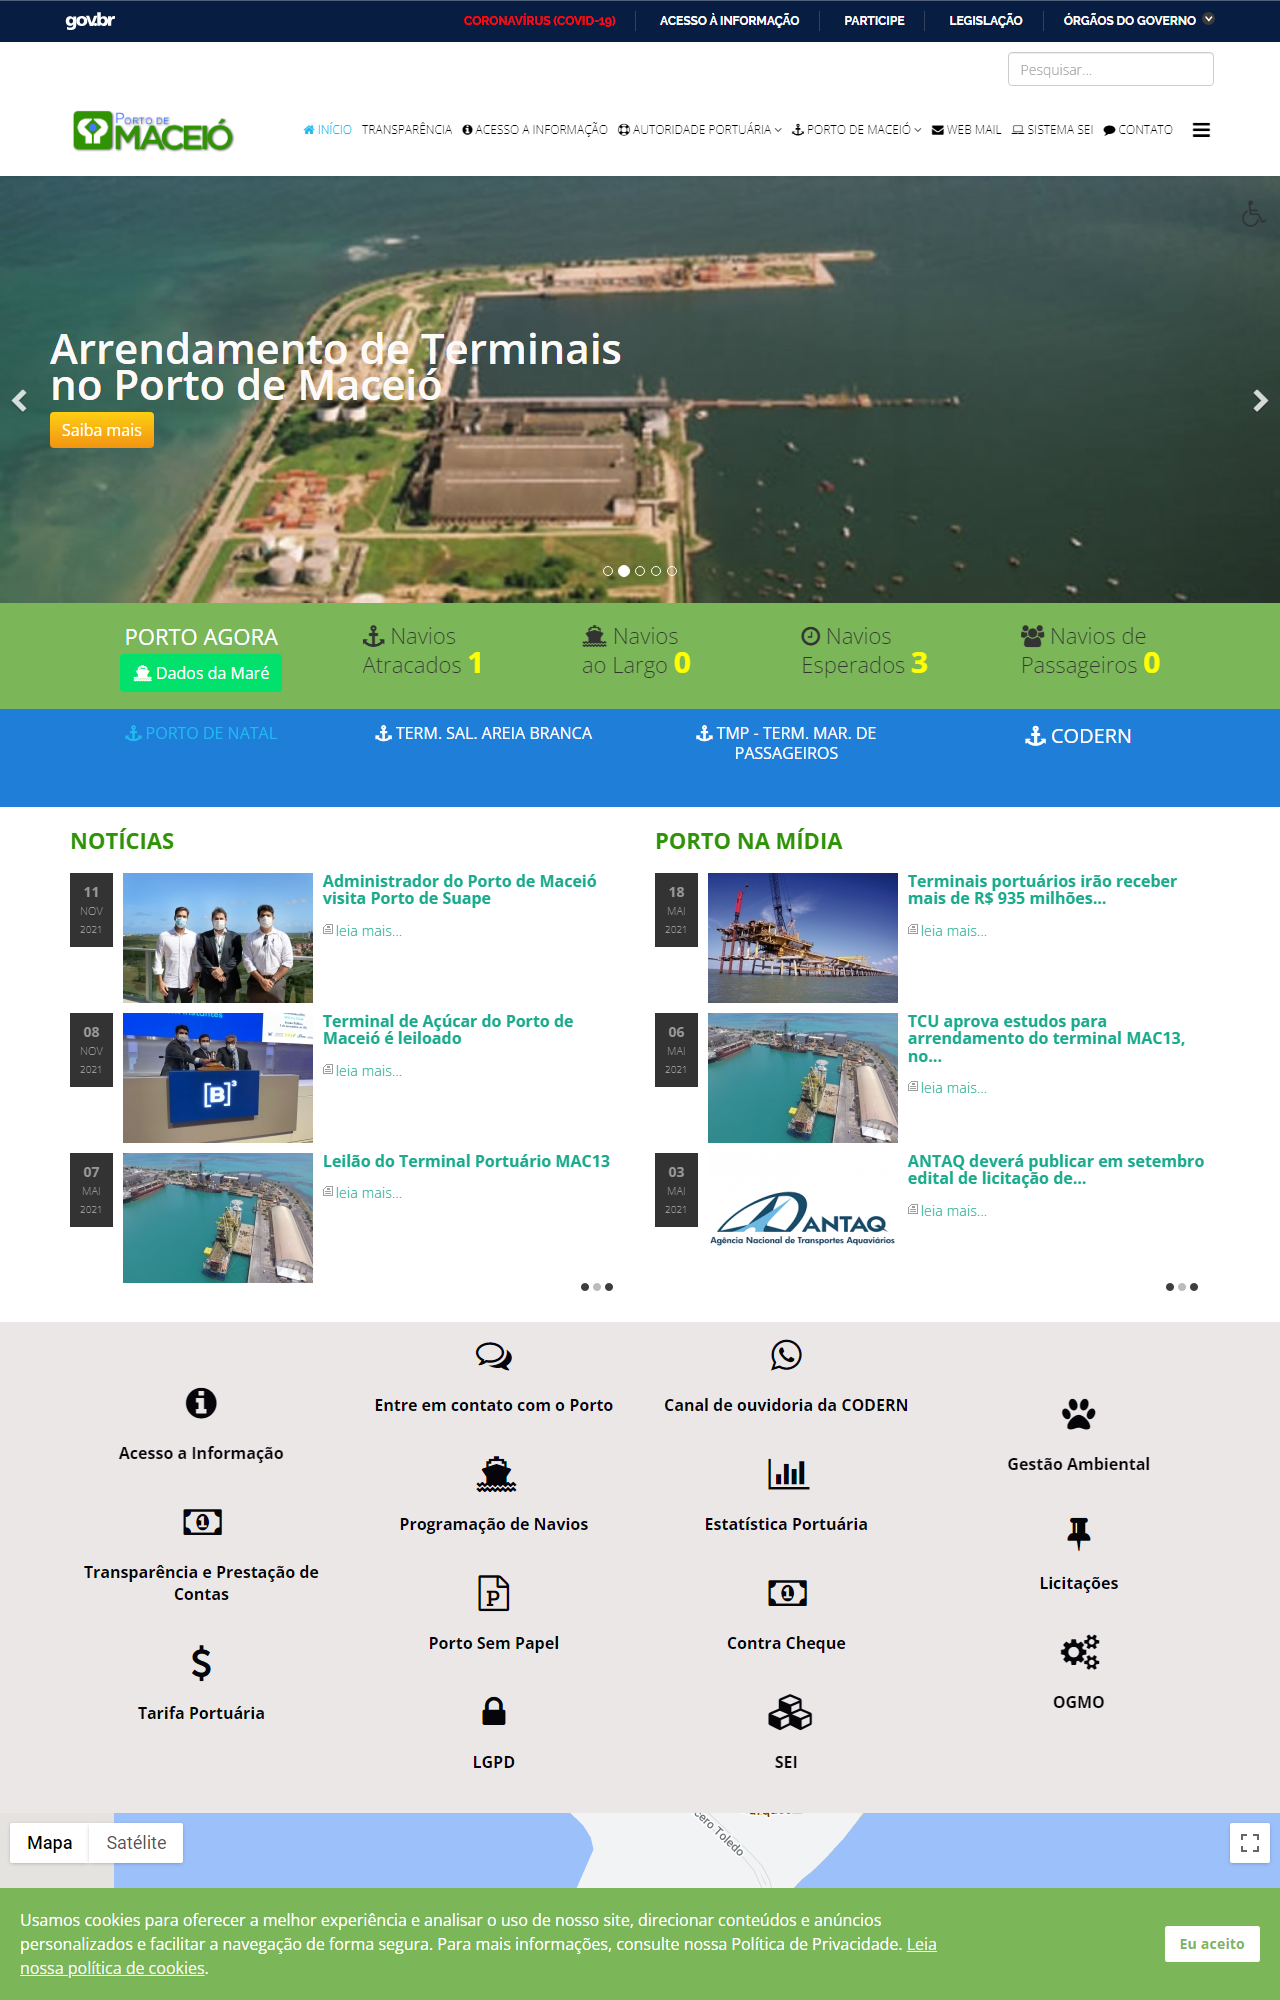 govbr
CORONAVÍRUS (COVID-19)
ACESSO À INFORMAÇÃO
PARTICIPE
LEGISLAÇÃO
ÓRGÃOS DO GOVERNO
Pesquisar...
PORTO DE
MACEIÓ
INÍCIO
TRANSPARÊNCIA
ACESSO A INFORMAÇÃO
AUTORIDADE PORTUÁRIA
PORTO DE MACEIÓ
WEB MAIL
SISTEMA SEI
CONTATO
Arrendamento de Terminais
no Porto de Maceió
Saiba mais
PORTO AGORA
Dados da Maré
Navios
Atracados 1
Navios
ao Largo 0
Navios
Esperados 3
Navios de
Passageiros 0
PORTO DE NATAL
TERM. SAL. AREIA BRANCA
TMP - TERM. MAR. DE
PASSAGEIROS
CODERN
NOTÍCIAS
11
NOV
2021
Administrador do Porto de Maceió
visita Porto de Suape
leia mais...
08
NOV
2021
[B]³
Terminal de Açúcar do Porto de
Maceió é leiloado
leia mais...
07
MAI
2021
Leilão do Terminal Portuário MAC13
leia mais...
PORTO NA MÍDIA
18
MAI
2021
Terminais portuários irão receber
mais de R$ 935 milhões...
leia mais...
06
MAI
2021
TCU aprova estudos para
arrendamento do terminal MAC13,
no...
leia mais...
03
MAI
2021
ANTAQ
Agência Nacional de Transportes Aquaviários
ANTAQ deverá publicar em setembro
edital de licitação de...
leia mais...
Acesso a Informação
Transparência e Prestação de
Contas
Tarifa Portuária
Entre em contato com o Porto
Programação de Navios
Porto Sem Papel
LGPD
Canal de ouvidoria da CODERN
Estatística Portuária
Contra Cheque
SEI
Gestão Ambiental
Licitações
OGMO
Mapa
Satélite
Toledo
Usamos cookies para oferecer a melhor experiência e analisar o uso de nosso site, direcionar conteúdos e anúncios
personalizados e facilitar a navegação de forma segura. Para mais informações, consulte nossa Política de Privacidade. Leia
nossa política de cookies.
Eu aceito